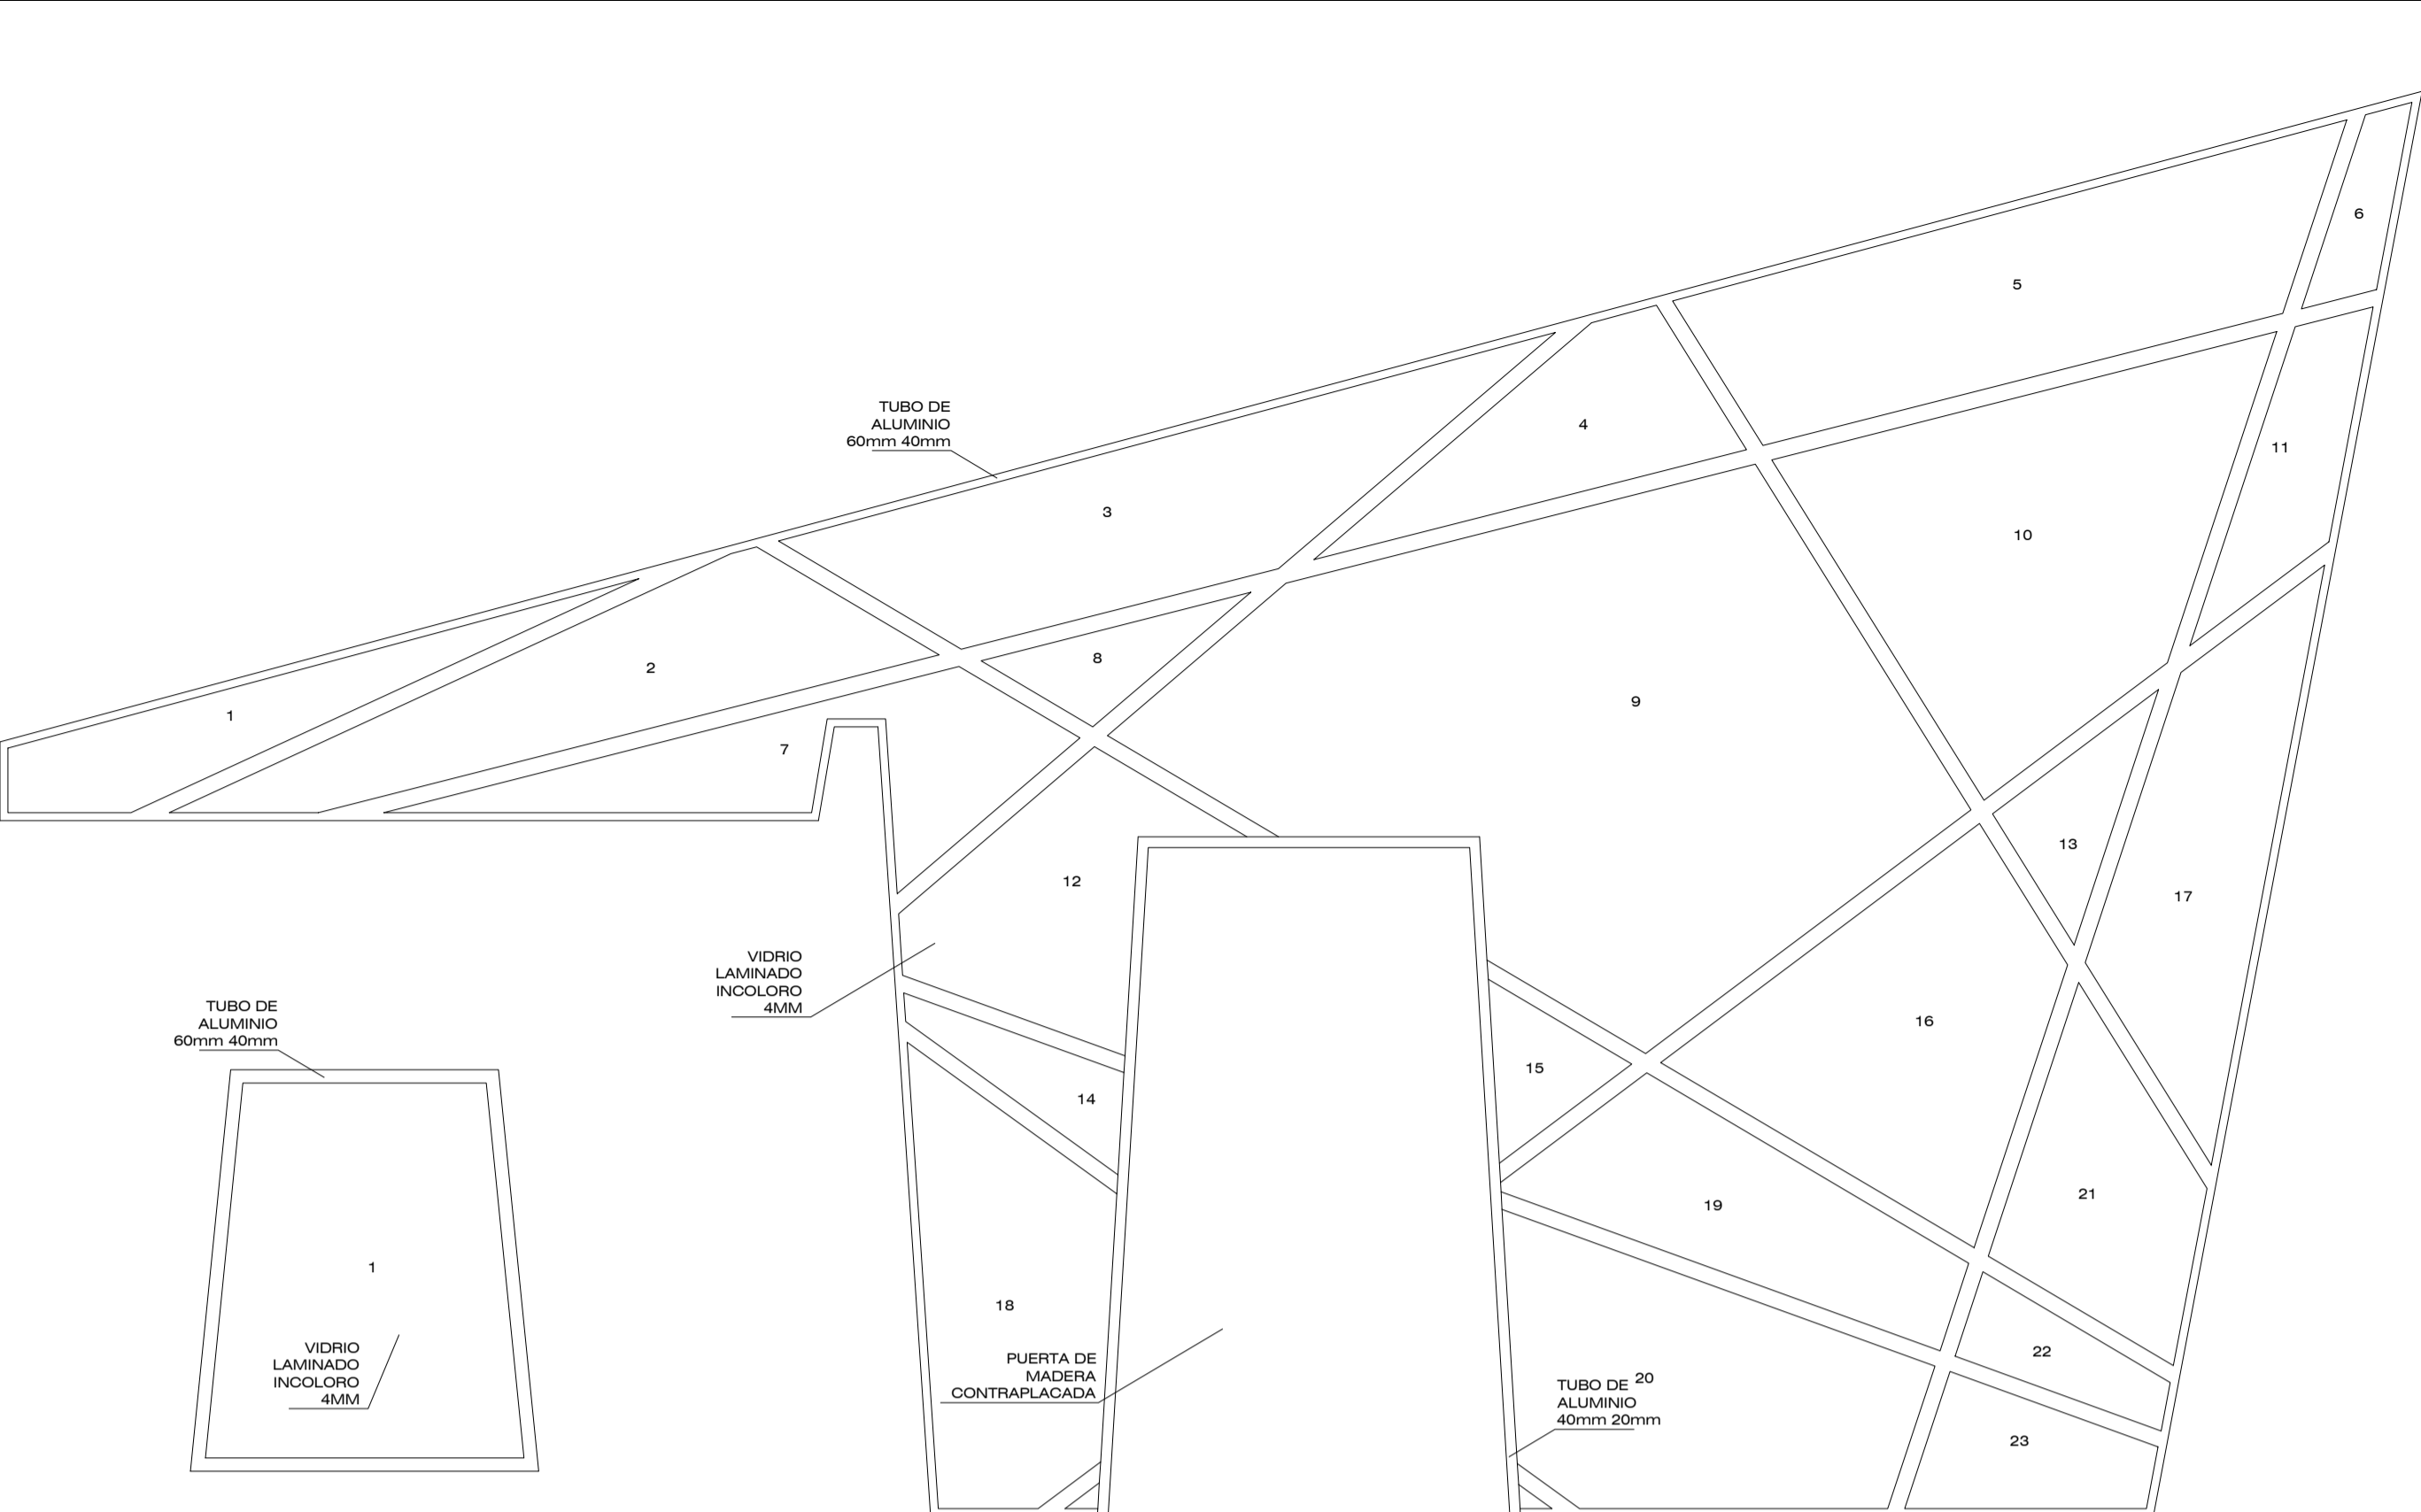 6
5
TUBO DE
ALUMINIO
60mm 40mm
4
11
3
10
8
2
9
1
7
13
12
17
VIDRIO
LAMINADO
INCOLORO
4MM
TUBO DE
ALUMINIO
60mm 40mm
16
15
14
21
19
1
18
VIDRIO
LAMINADO
INCOLORO
4MM
PUERTA DE
MADERA
CONTRAPLACADA
22
20
TUBO DE
ALUMINIO
40mm 20mm
23